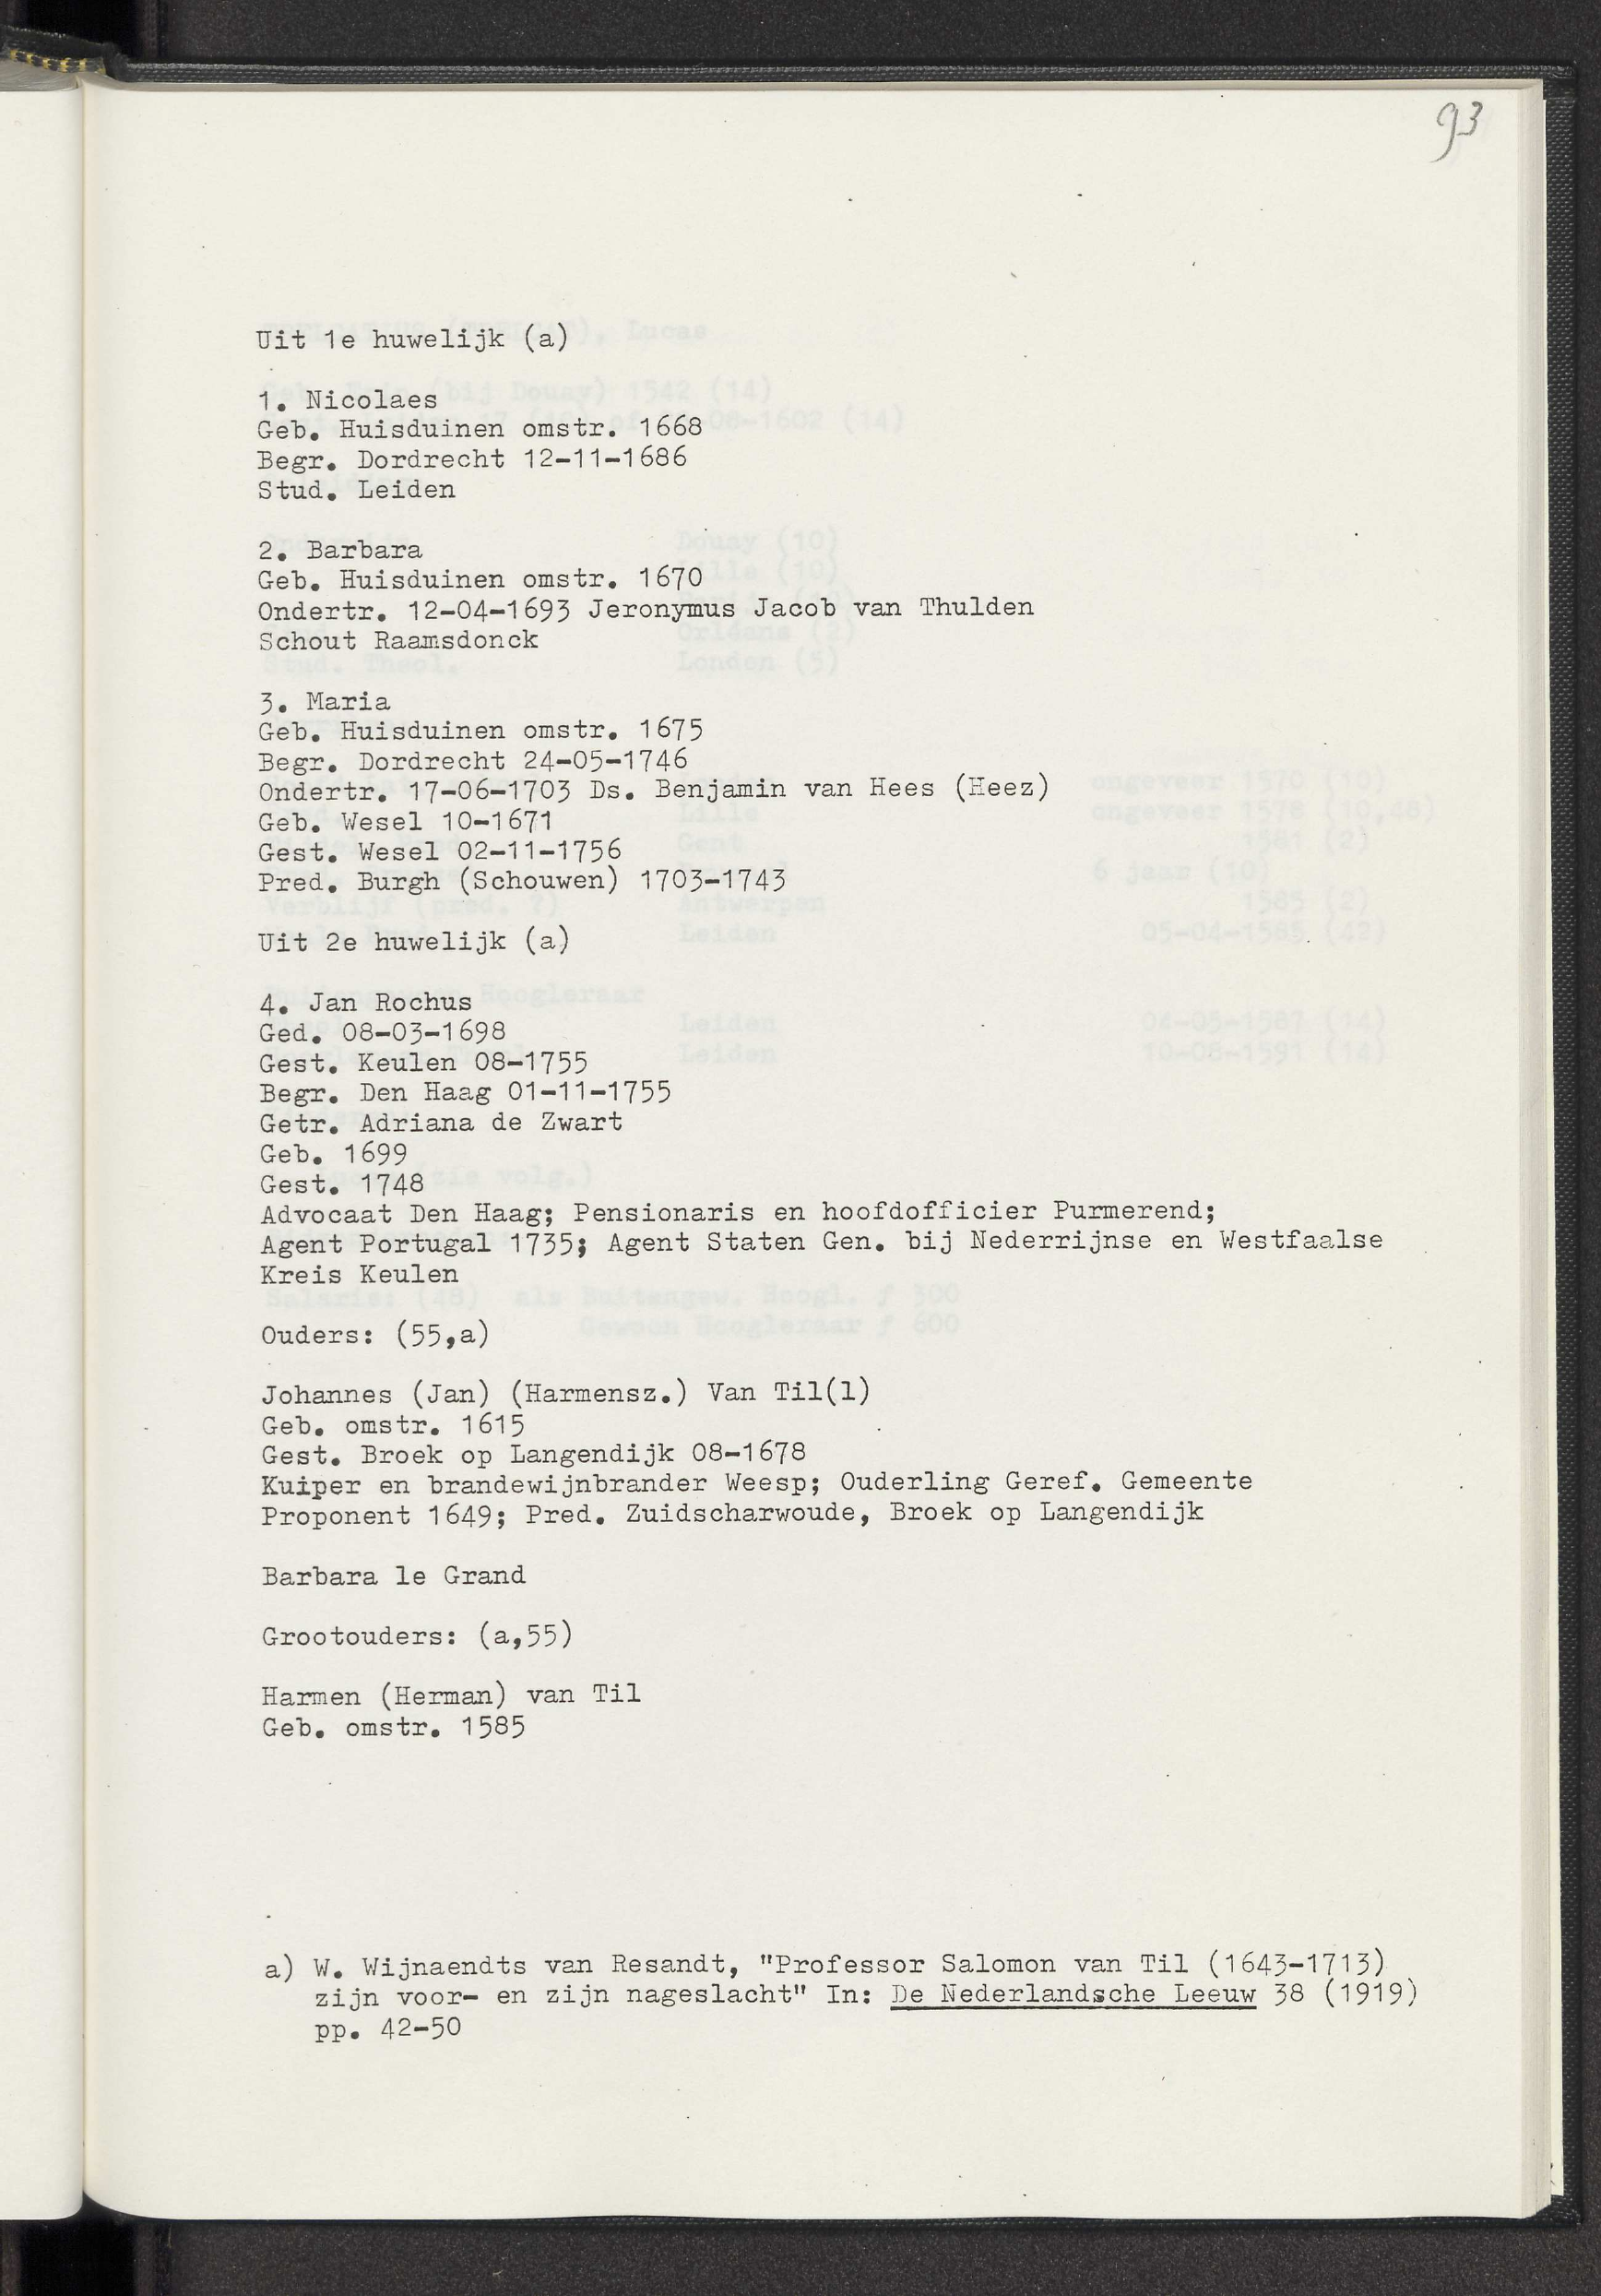 93
Uit 1e huwelijk (a)
1. Nicolaes
Geb. Huisduinen omstr. 1668
Begr. Dordrecht 12-11-1686
Stud. Leiden
2. Barbara
Geb. Huisduinen omstr. 1670
Ondertr. 12-04-1693 Jeronymus Jacob van Thulden
Schout Raamsdonck
3. Maria
Geb. Huisduinen omstr. 1675
Begr. Dordrecht 24-05-1746
Ondertr. 17-06-1703 Ds. Benjamin van Hees (Heez)
Geb. Wesel 10-1671
Gest. Wesel 02-11-1756
Pred. Burgh (Schouwen) 1703-1743
Uit 2e huwelijk (a)
4. Jan Rochus
Ged. 08-03-1698
Gest. Keulen 08-1755
Begr. Den Haag 01-11-1755
Getr. Adriana de Zwart
Geb. 1699
Gest. 1748
Advocaat Den Haag; Pensionaris en hoofdofficier Purmerend;
Agent Portugal 1735; Agent Staten Gen. bij Nederrijnse en Westfaalse
Kreis Keulen
Ouders: (55,a)
Johannes (Jan) (Harmensz.) Van Til(l)
Geb. omstr. 1615
Gest. Broek op Langendijk 08-1678
Kuiper en brandewijnbrander Weesp; Ouderling Geref. Gemeente
Proponent 1649; Pred. Zuidscharwoude, Broek op Langendijk
Barbara le Grand
Grootouders: (a,55)
Harmen (Herman) van Til
Geb. omstr. 1585
a) W. Wijnaendts van Resandt, "Professor Salomon van Til (1643-1713)
zijn voor- en zijn nageslacht" In: De Nederlandsche Leeuw 38 (1919)
pp. 42-50